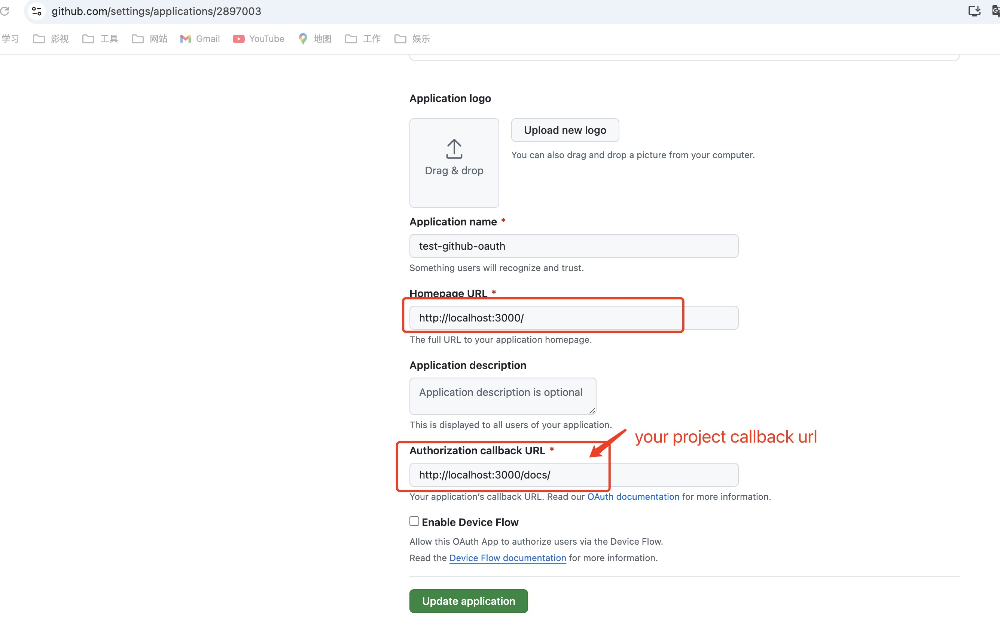 github.com/settings/applications/2897003
学习 影视 工具 网站 Gmail YouTube 地图 工作 娱乐
Application logo
Upload new logo
You can also drag and drop a picture from your computer.
Drag & drop
Application name *
test-github-oauth
Something users will recognize and trust.
Homepage URL *
http://localhost:3000/
The full URL to your application homepage.
Application description
Application description is optional
This is displayed to all users of your application.
your project callback url
Authorization callback URL *
http://localhost:3000/docs/
Your application’s callback URL. Read our OAuth documentation for more information.
Enable Device Flow
Allow this OAuth App to authorize users via the Device Flow.
Read the Device Flow documentation for more information.
Update application